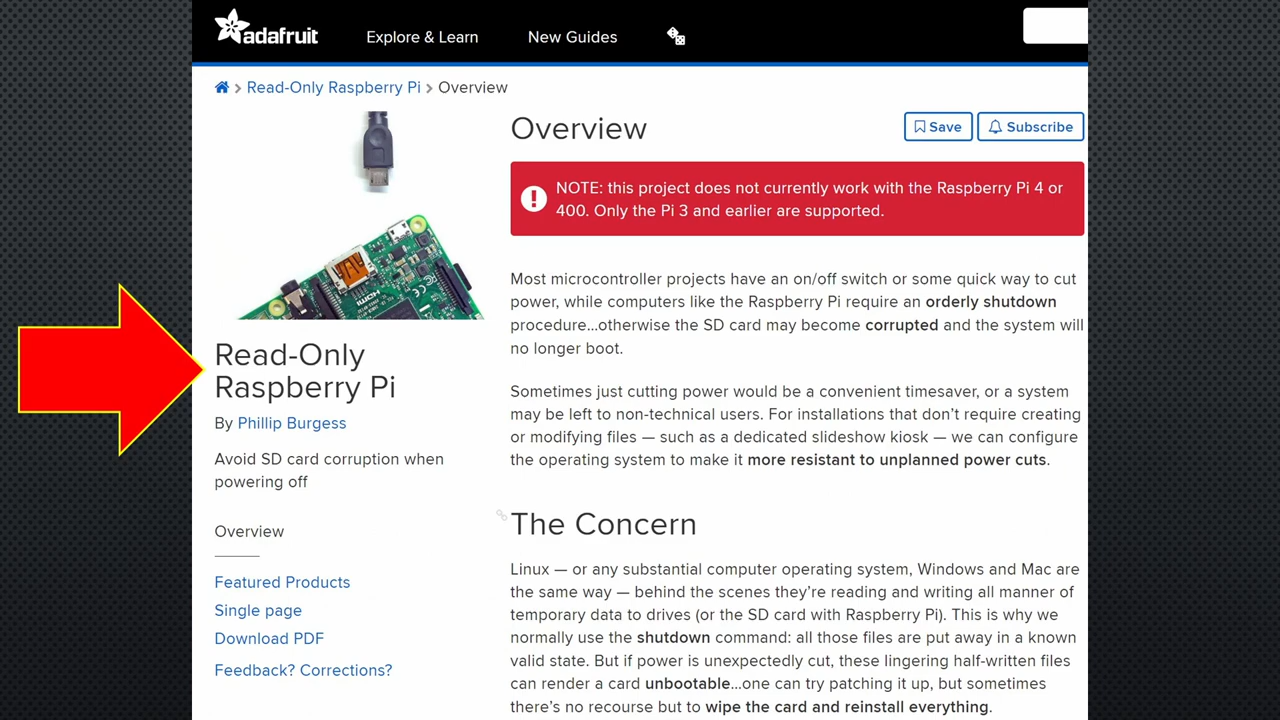 adafruit
Explore & Learn
New Guides
Read-Only Raspberry Pi
Overview
Overview
Save
Subscribe
NOTE: this project does not currently work with the Raspberry Pi 4 or
400. Only the Pi 3 and earlier are supported.
Most microcontroller projects have an on/off switch or some quick way to cut
power, while computers like the Raspberry Pi require an orderly shutdown
procedure...otherwise the SD card may become corrupted and the system will
no longer boot.
Sometimes just cutting power would be a convenient timesaver, or a system
may be left to non-technical users. For installations that don’t require creating
or modifying files — such as a dedicated slideshow kiosk — we can configure
the operating system to make it more resistant to unplanned power cuts.
The Concern
Linux — or any substantial computer operating system, Windows and Mac are
the same way — behind the scenes they’re reading and writing all manner of
temporary data to drives (or the SD card with Raspberry Pi). This is why we
normally use the shutdown command: all those files are put away in a known
valid state. But if power is unexpectedly cut, these lingering half-written files
can render a card unbootable...one can try patching it up, but sometimes
there’s no recourse but to wipe the card and reinstall everything.
HDMI
Read-Only
Raspberry Pi
By Phillip Burgess
Avoid SD card corruption when
powering off
Overview
Featured Products
Single page
Download PDF
Feedback? Corrections?